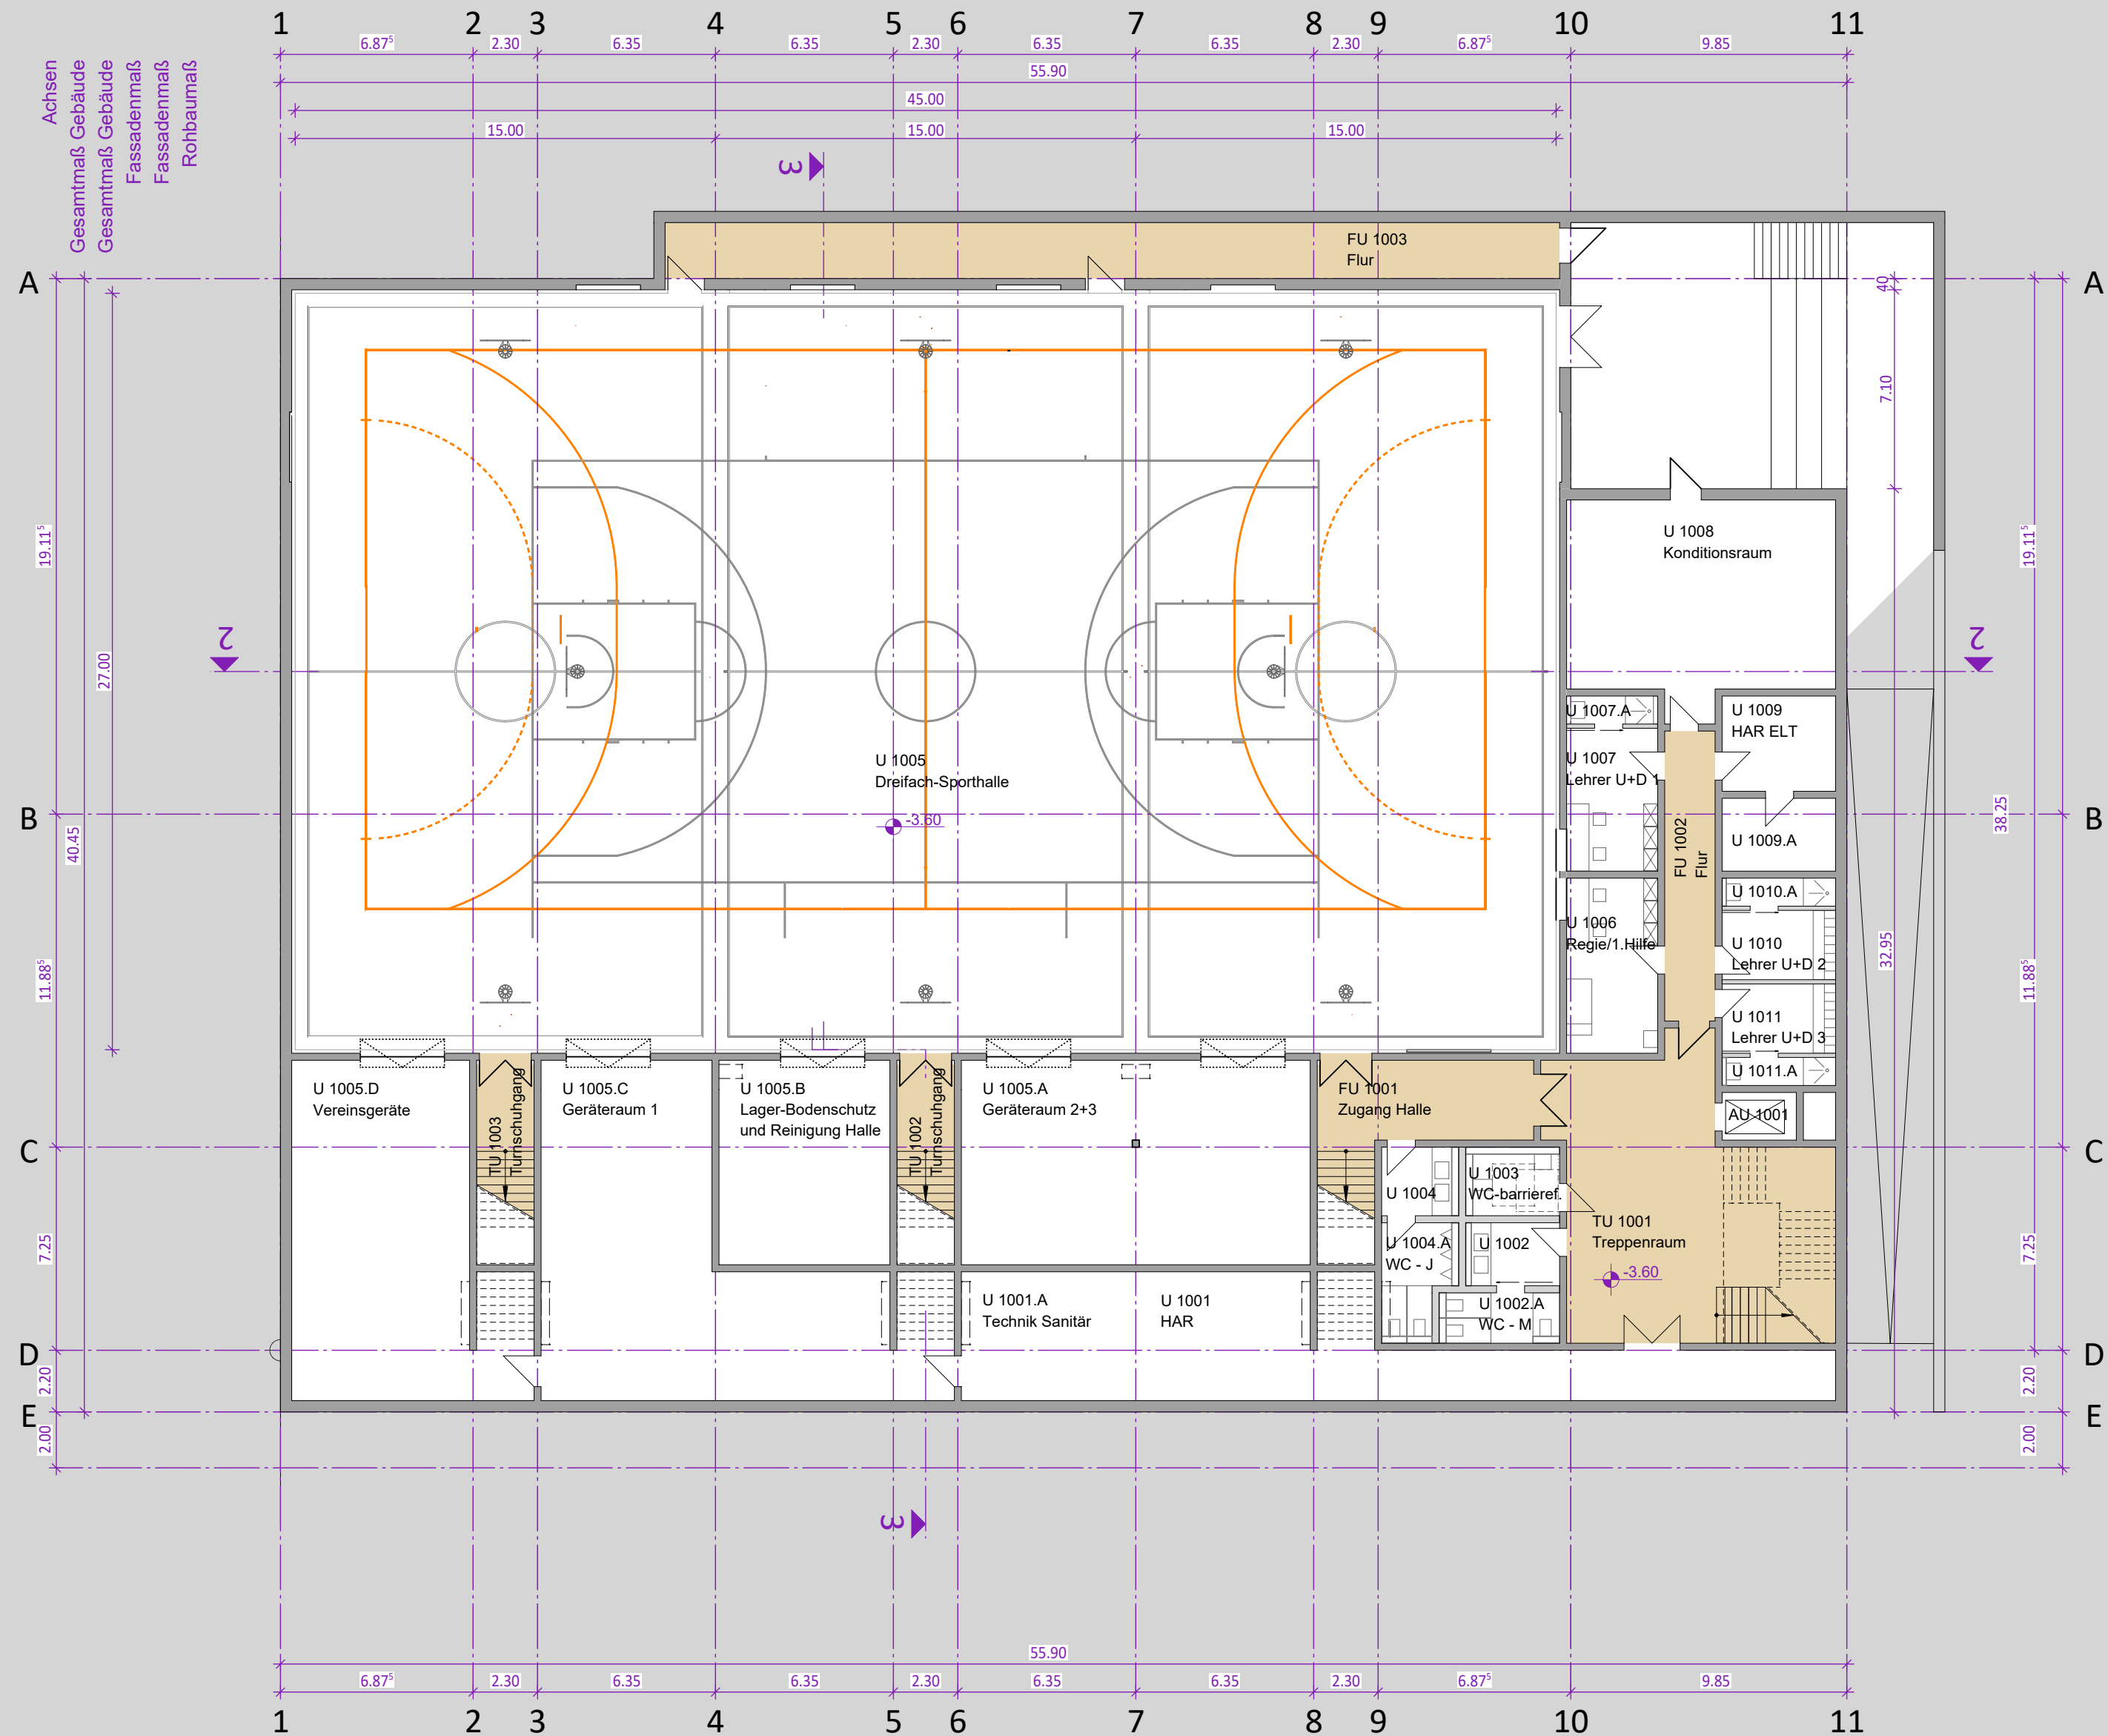 1 2 3 4 5 6 7 8 9 10 11
6.87⁵ 2.30 6.35 6.35 2.30 6.35 6.35 2.30 6.87⁵ 9.85
55.90
45.00
15.00 15.00 15.00
Achsen
Gesamtmaß Gebäude
Gesamtmaß Gebäude
Fassadenmaß
Fassadenmaß
Rohbaumaß
3
FU 1003
Flur
A
A
40
7.10
19.11⁵
19.11⁵
U 1008
Konditionsraum
2
2
27.00
U 1007.A
U 1009
HAR ELT
U 1007
Lehrer U+D 1
U 1005
Dreifach-Sporthalle
-3.60
B
B
40.45
38.25
FU 1002
Flur
U 1009.A
U 1010.A
U 1006
Regie/1.Hilfe
U 1010
Lehrer U+D 2
32.95
11.88⁵
11.88⁵
U 1011
Lehrer U+D 3
U 1011.A
U 1005.D
Vereinsgeräte
TU 1003
Turnschuhgang
U 1005.C
Geräteraum 1
U 1005.B
Lager-Bodenschutz
und Reinigung Halle
TU 1002
Turnschuhgang
U 1005.A
Geräteraum 2+3
FU 1001
Zugang Halle
AU 1001
C
C
U 1003
WC-barrieref.
U 1004
TU 1001
Treppenraum
-3.60
U 1004.A
WC - J
U 1002
7.25
7.25
U 1001.A
Technik Sanitär
U 1001
HAR
U 1002.A
WC - M
D
D
2.20
2.20
E
E
2.00
2.00
3
55.90
6.87⁵ 2.30 6.35 6.35 2.30 6.35 6.35 2.30 6.87⁵ 9.85
1 2 3 4 5 6 7 8 9 10 11